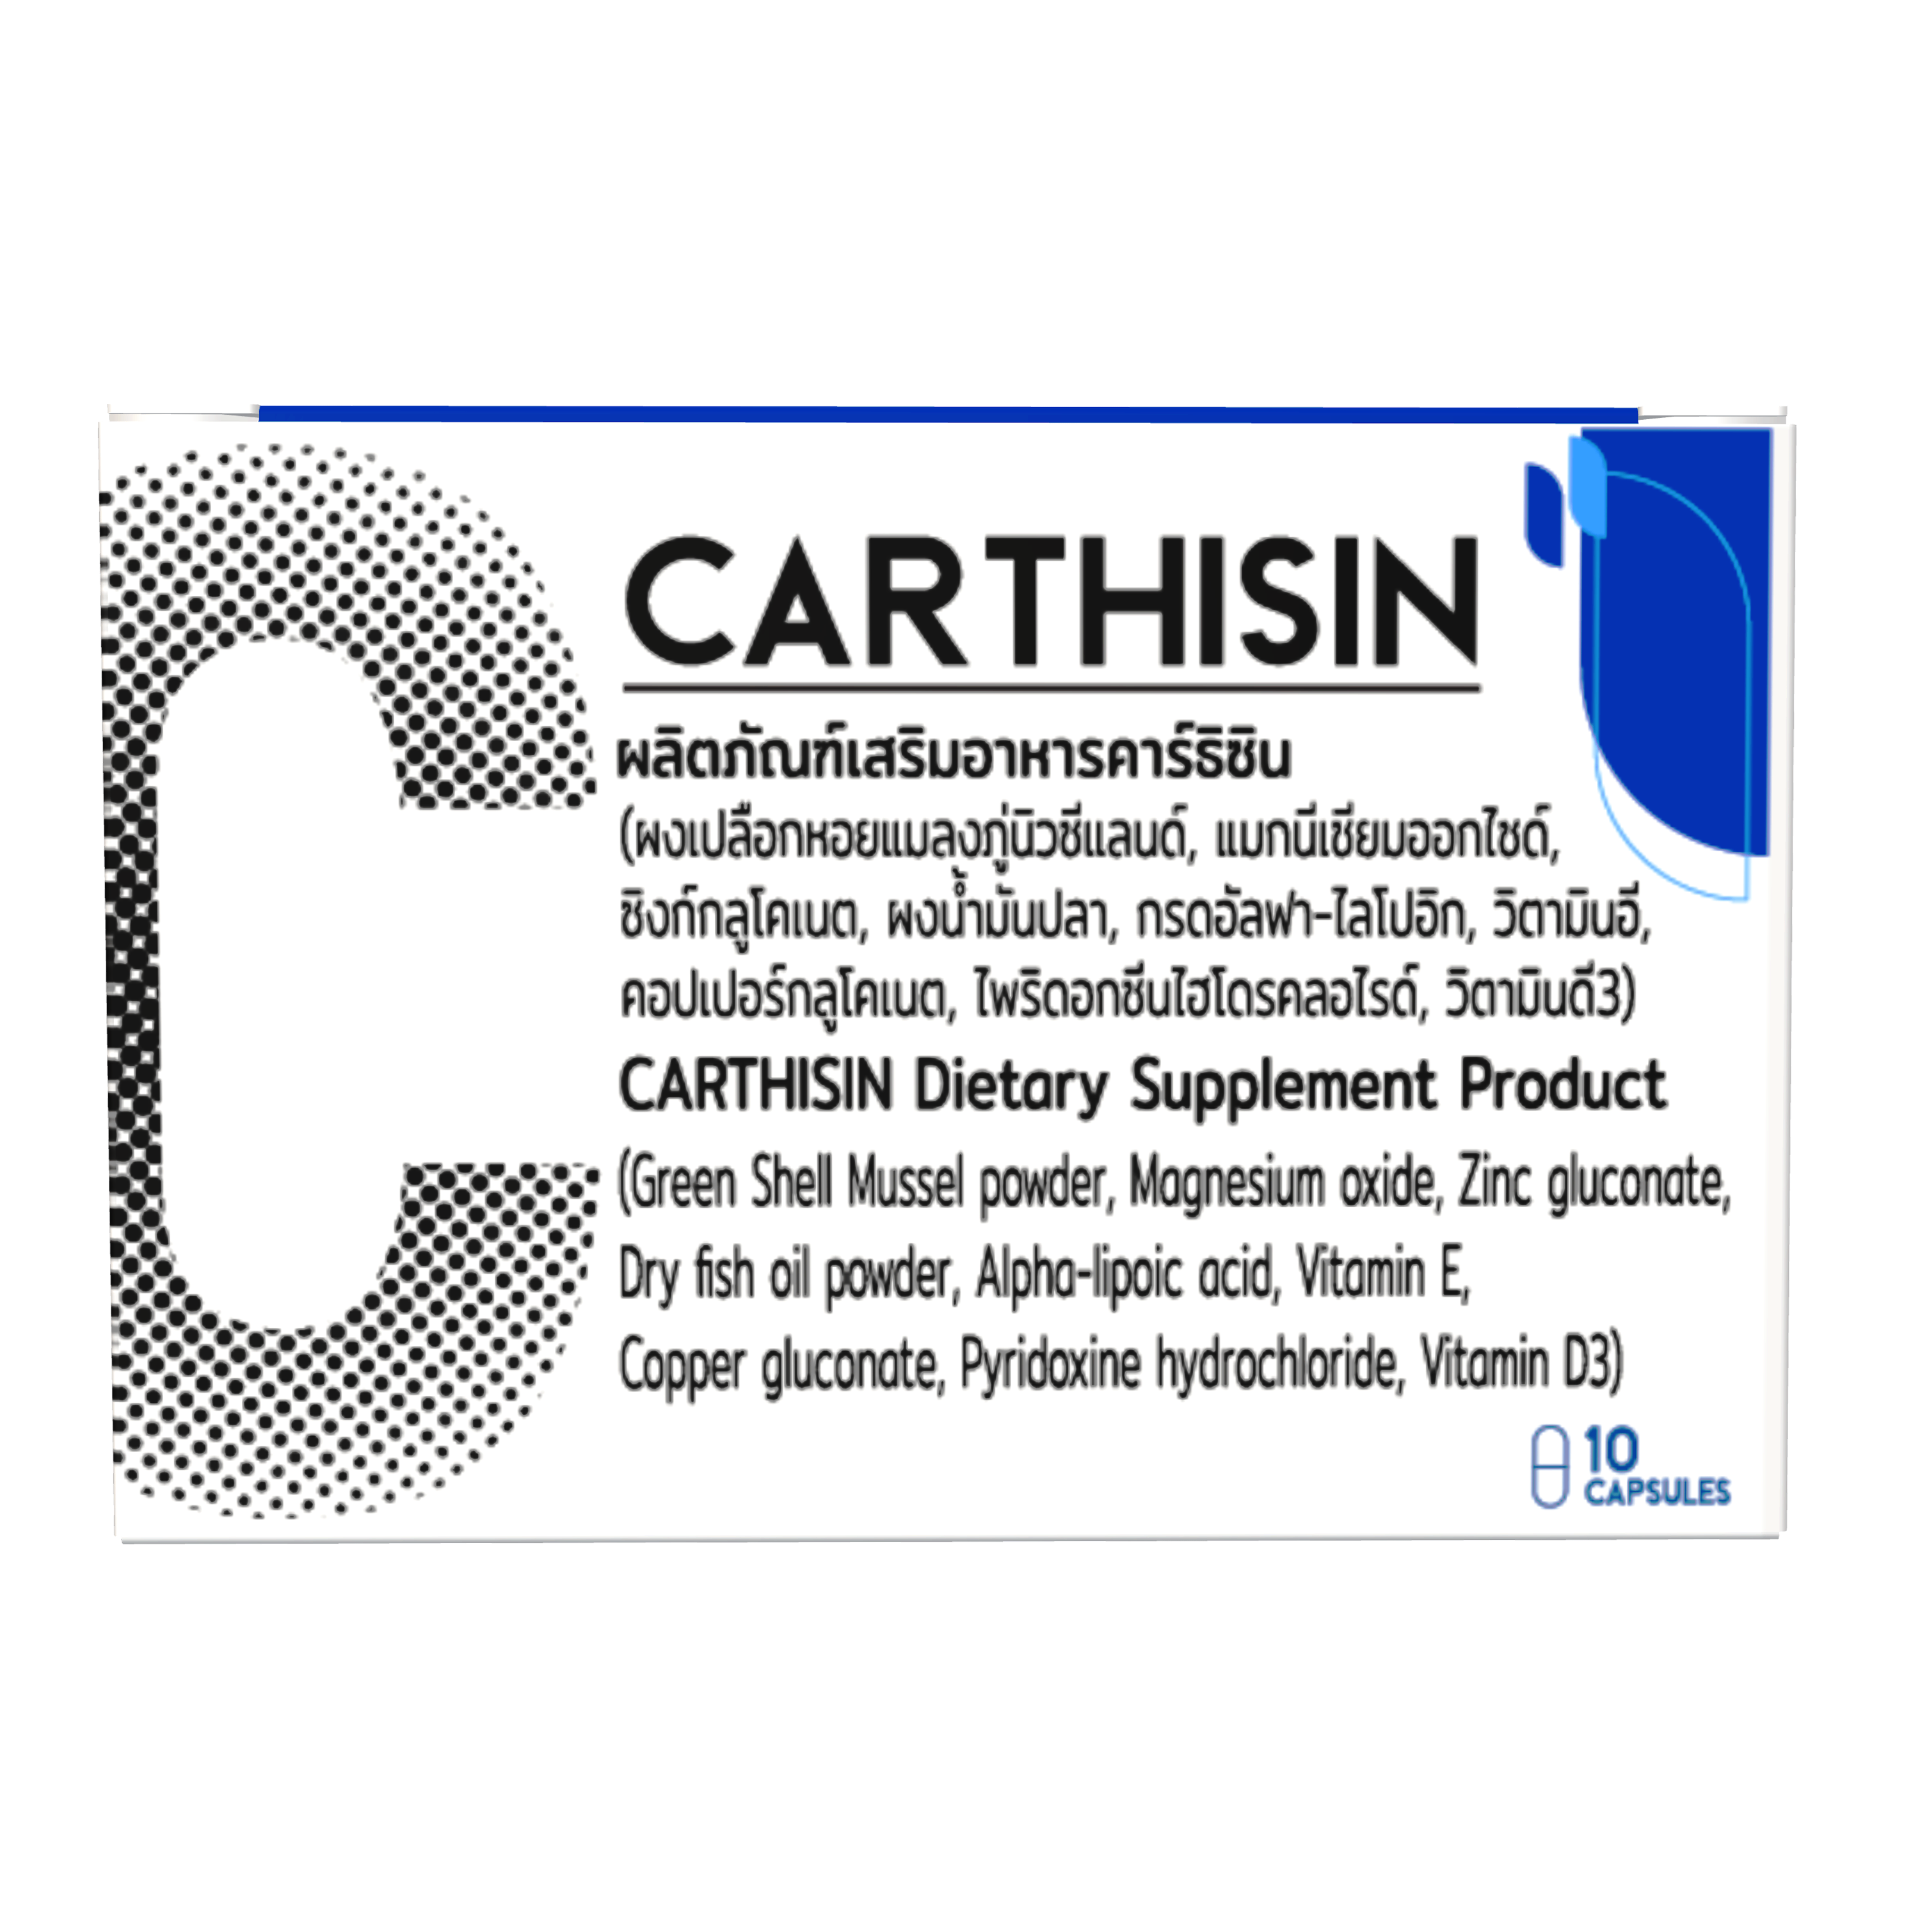 CARTHISIN
ผลิตภัณฑ์เสริมอาหารคาร์ธิซิน
(ผงเปลือกหอยแมลงภู่นิวซีแลนด์, แมกนีเซียมออกไซด์,
ซิงก์กลูโคเนต, ผงน้ำมันปลา, กรดอัลฟา-ไลโปอิก, วิตามินอี,
คอปเปอร์กลูโคเนต, ไพริดอกซีนไฮโดรคลอไรด์, วิตามินดี3)
CARTHISIN Dietary Supplement Product
(Green Shell Mussel powder, Magnesium oxide, Zinc gluconate,
Dry fish oil powder, Alpha-lipoic acid, Vitamin E,
Copper gluconate, Pyridoxine hydrochloride, Vitamin D3)
10
CAPSULES